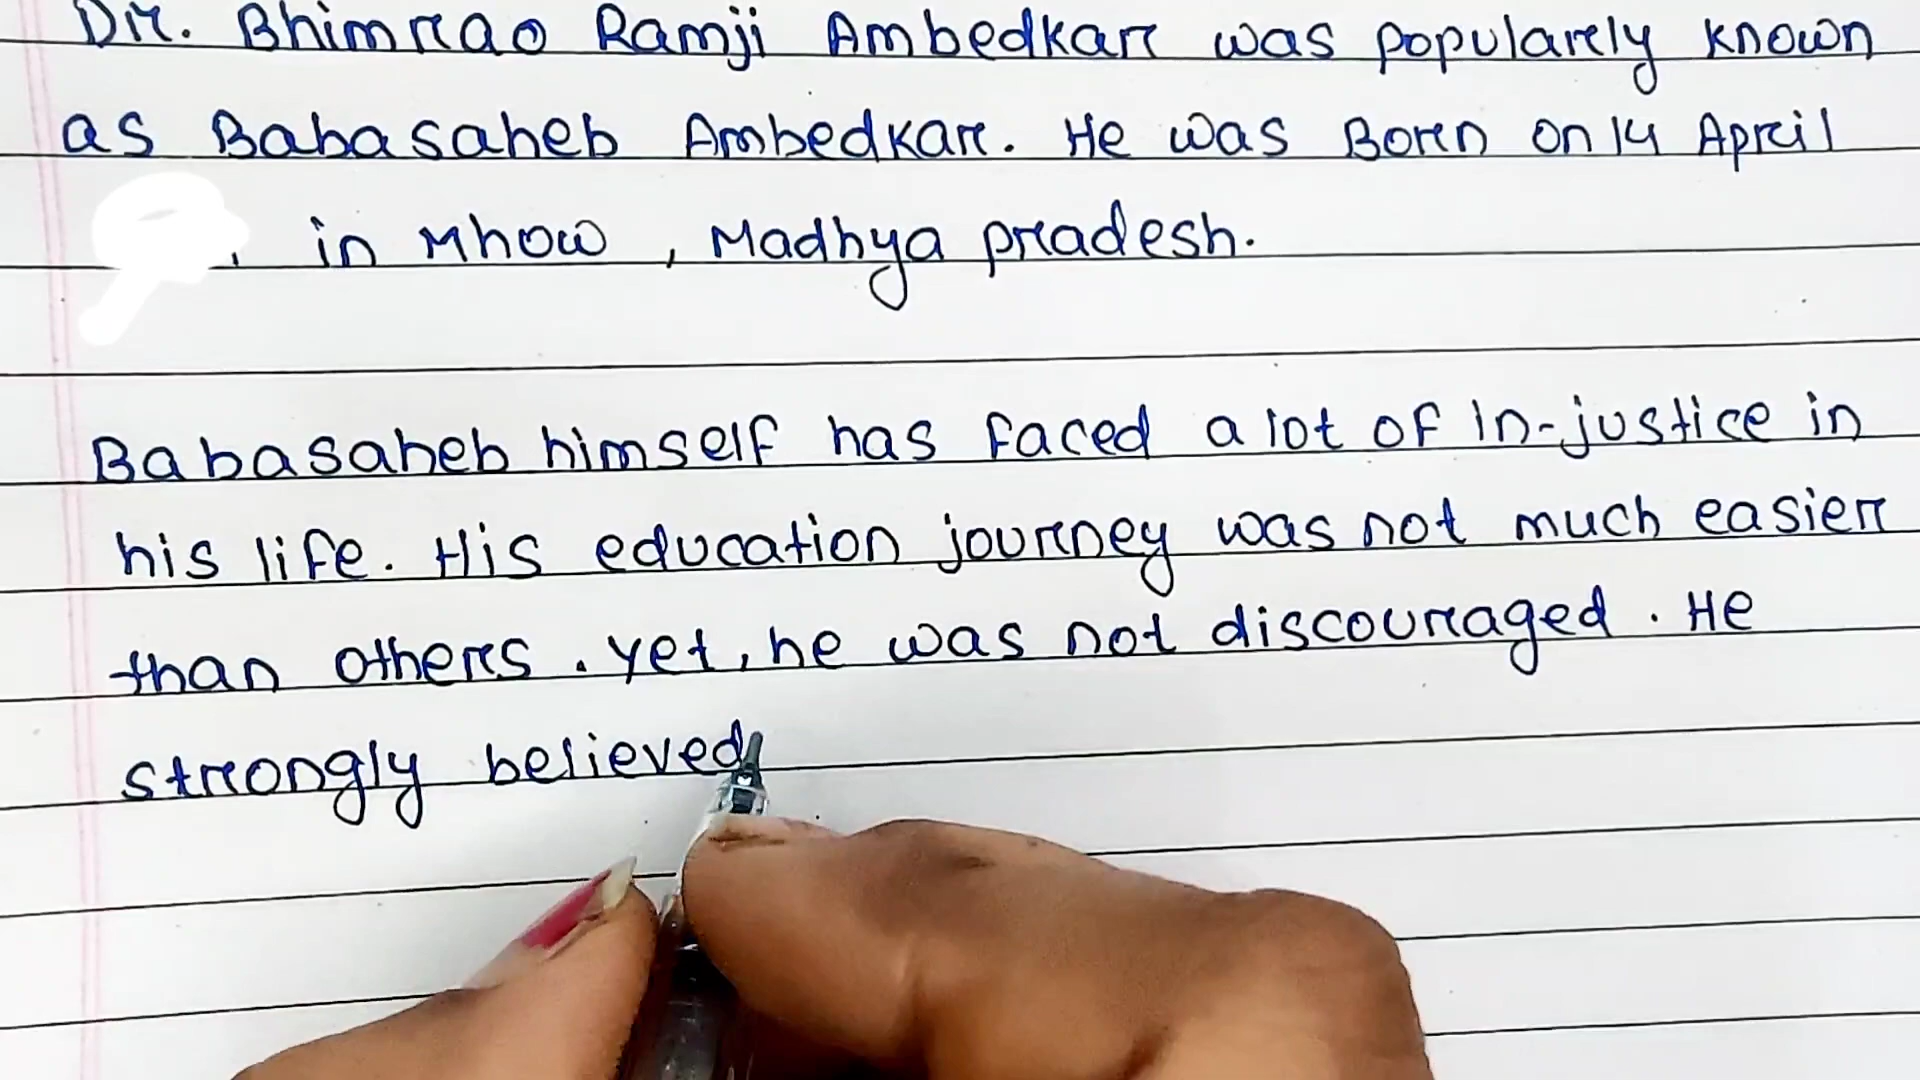 Dr. Bhimrao Ramji Ambedkar was popularly known
as Babasaheb Ambedkar. He was Born on 14 April
, in Mhow, Madhya pradesh.
Babasaheb himself has faced a lot of In-justice in
his life. His education journey was not much easier
than others. yet, he was not discouraged. He
strongly believed